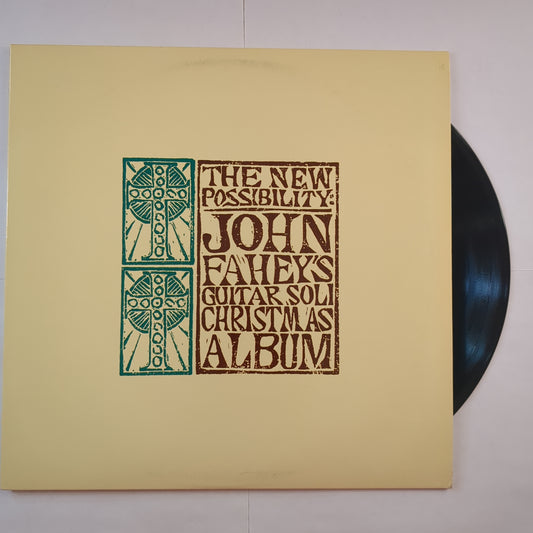 THE NEW
POSSIBILITY:
JOHN
FAHEY'S
GUITAR SOLI
CHRISTMAS
ALBUM